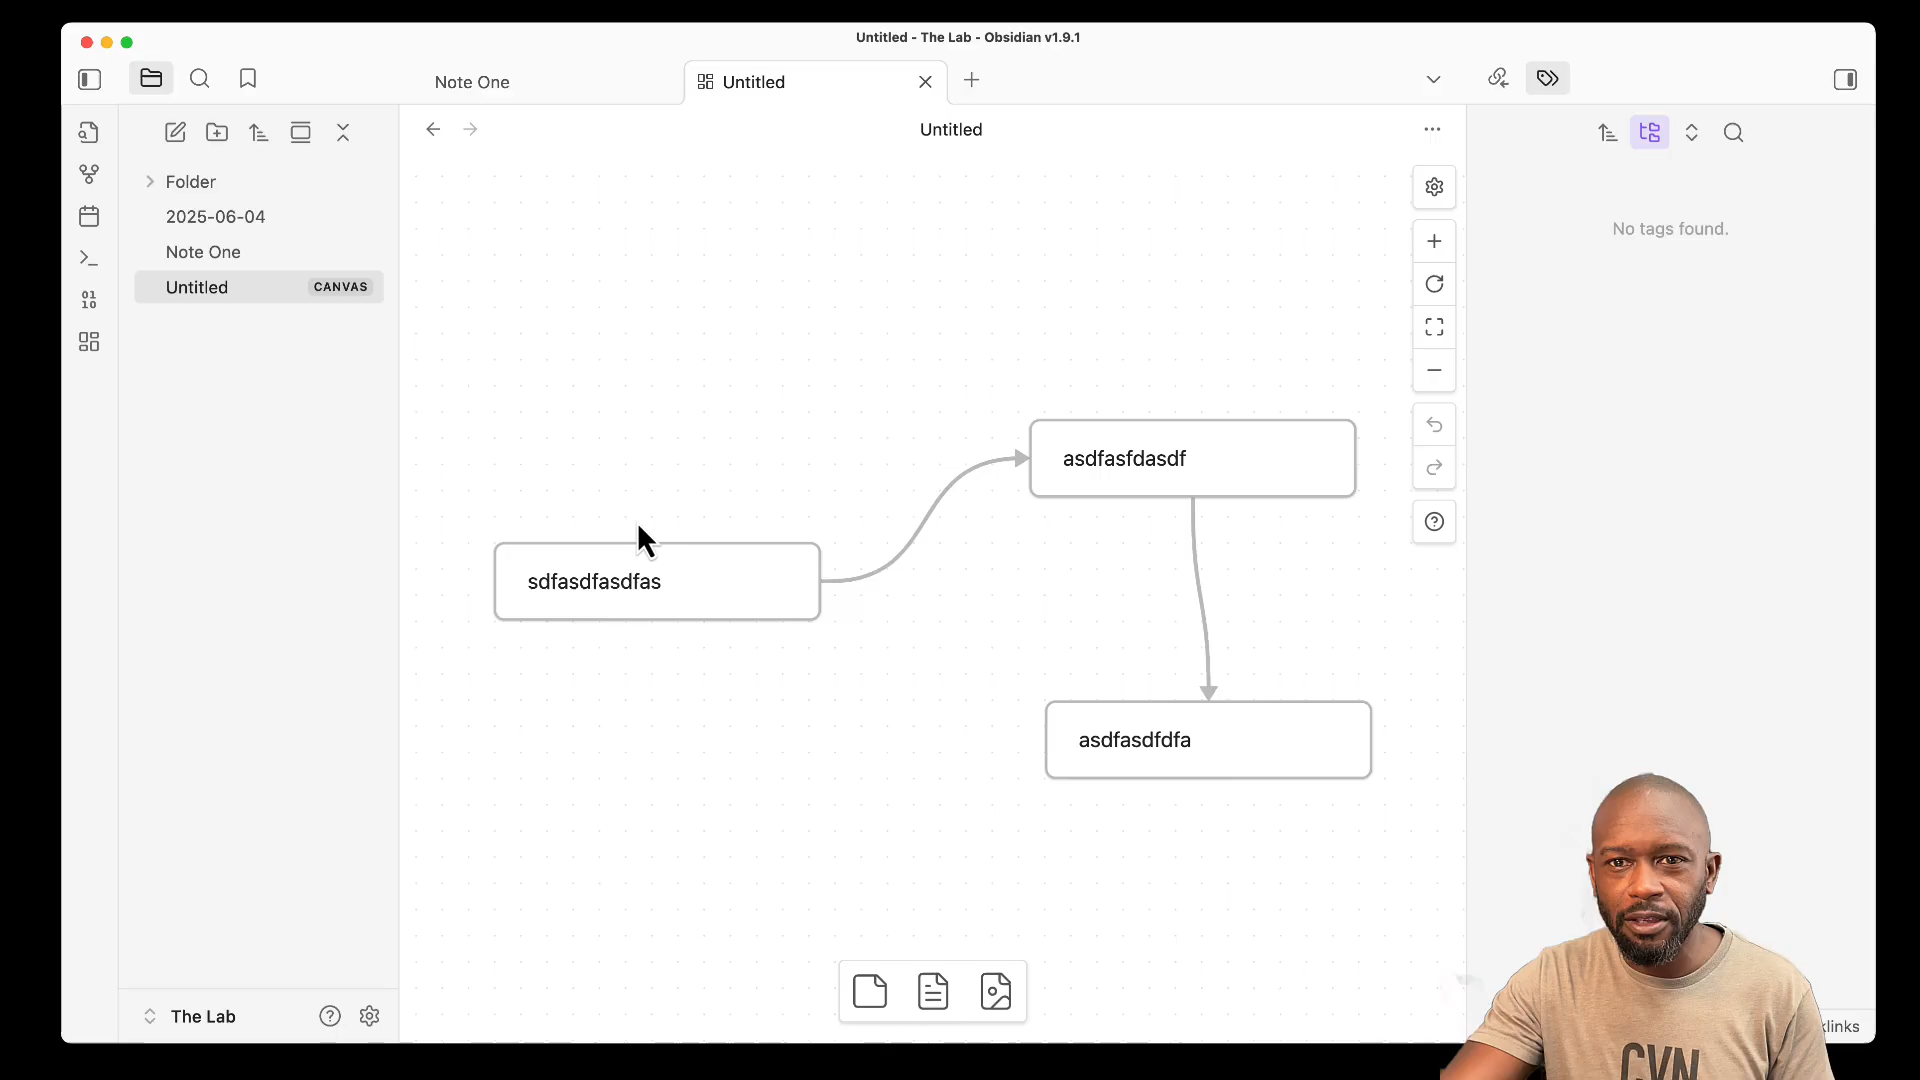 Untitled - The Lab - Obsidian v1.9.1
Note One
Untitled
Untitled
Folder
2025-06-04
Note One
Untitled CANVAS
No tags found.
asdfasfdasdf
sdfasdfasdfas
asdfasdfdfa
The Lab
CVN